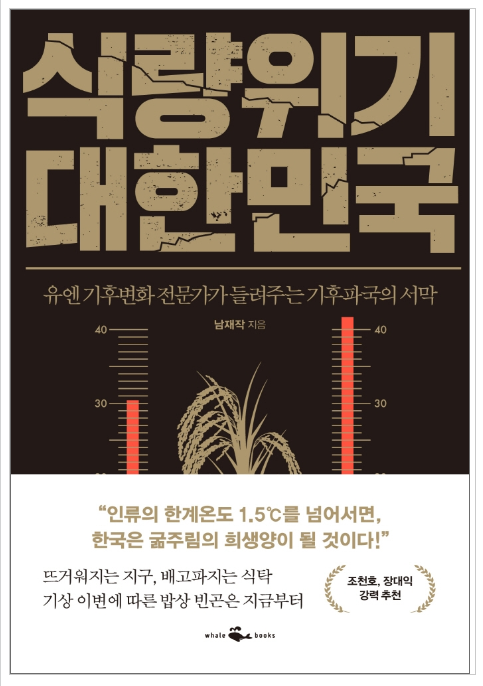 식량위기
대한민국
유엔 기후변화 전문가가 들려주는 기후파국의 서막
남재작 지음
40 40
30 30
“인류의 한계온도 1.5℃를 넘어서면,
한국은 굶주림의 희생양이 될 것이다!”
뜨거워지는 지구, 배고파지는 식탁
기상 이변에 따른 밥상 빈곤은 지금부터
조천호, 장대익
강력 추천
whale books